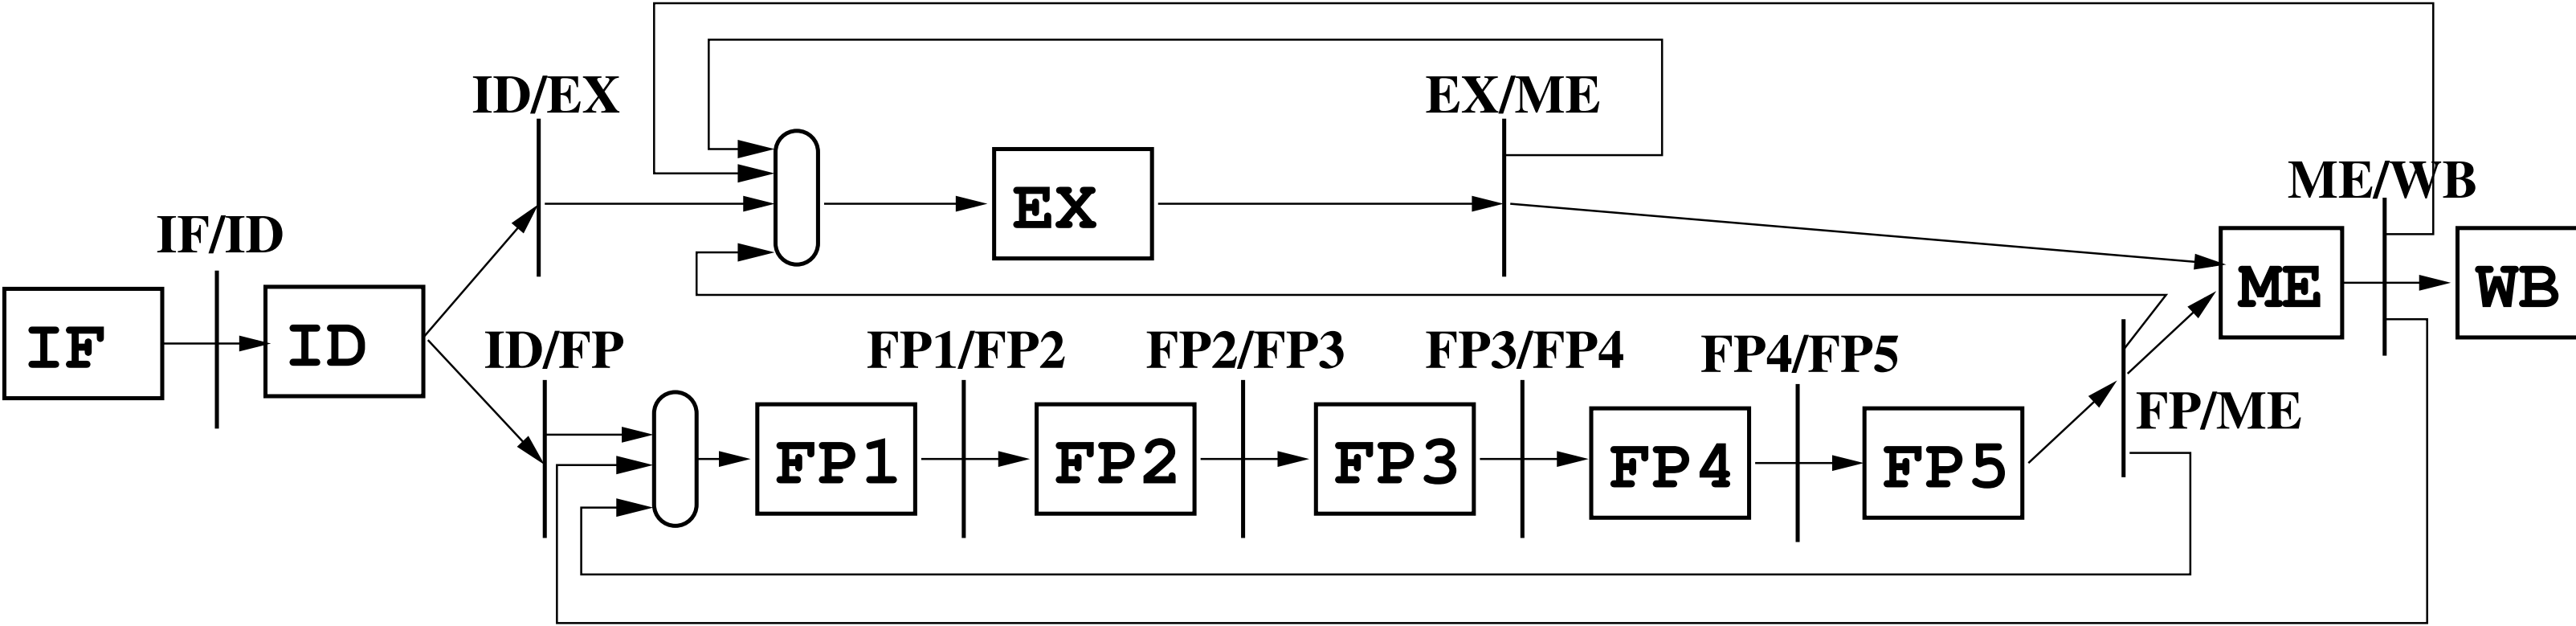 ID/EX
EX/ME
ME/WB
IF/ID
EX
IF
ID
ME
WB
ID/FP
FP1/FP2
FP2/FP3
FP3/FP4
FP4/FP5
FP/ME
FP1
FP2
FP3
FP4
FP5